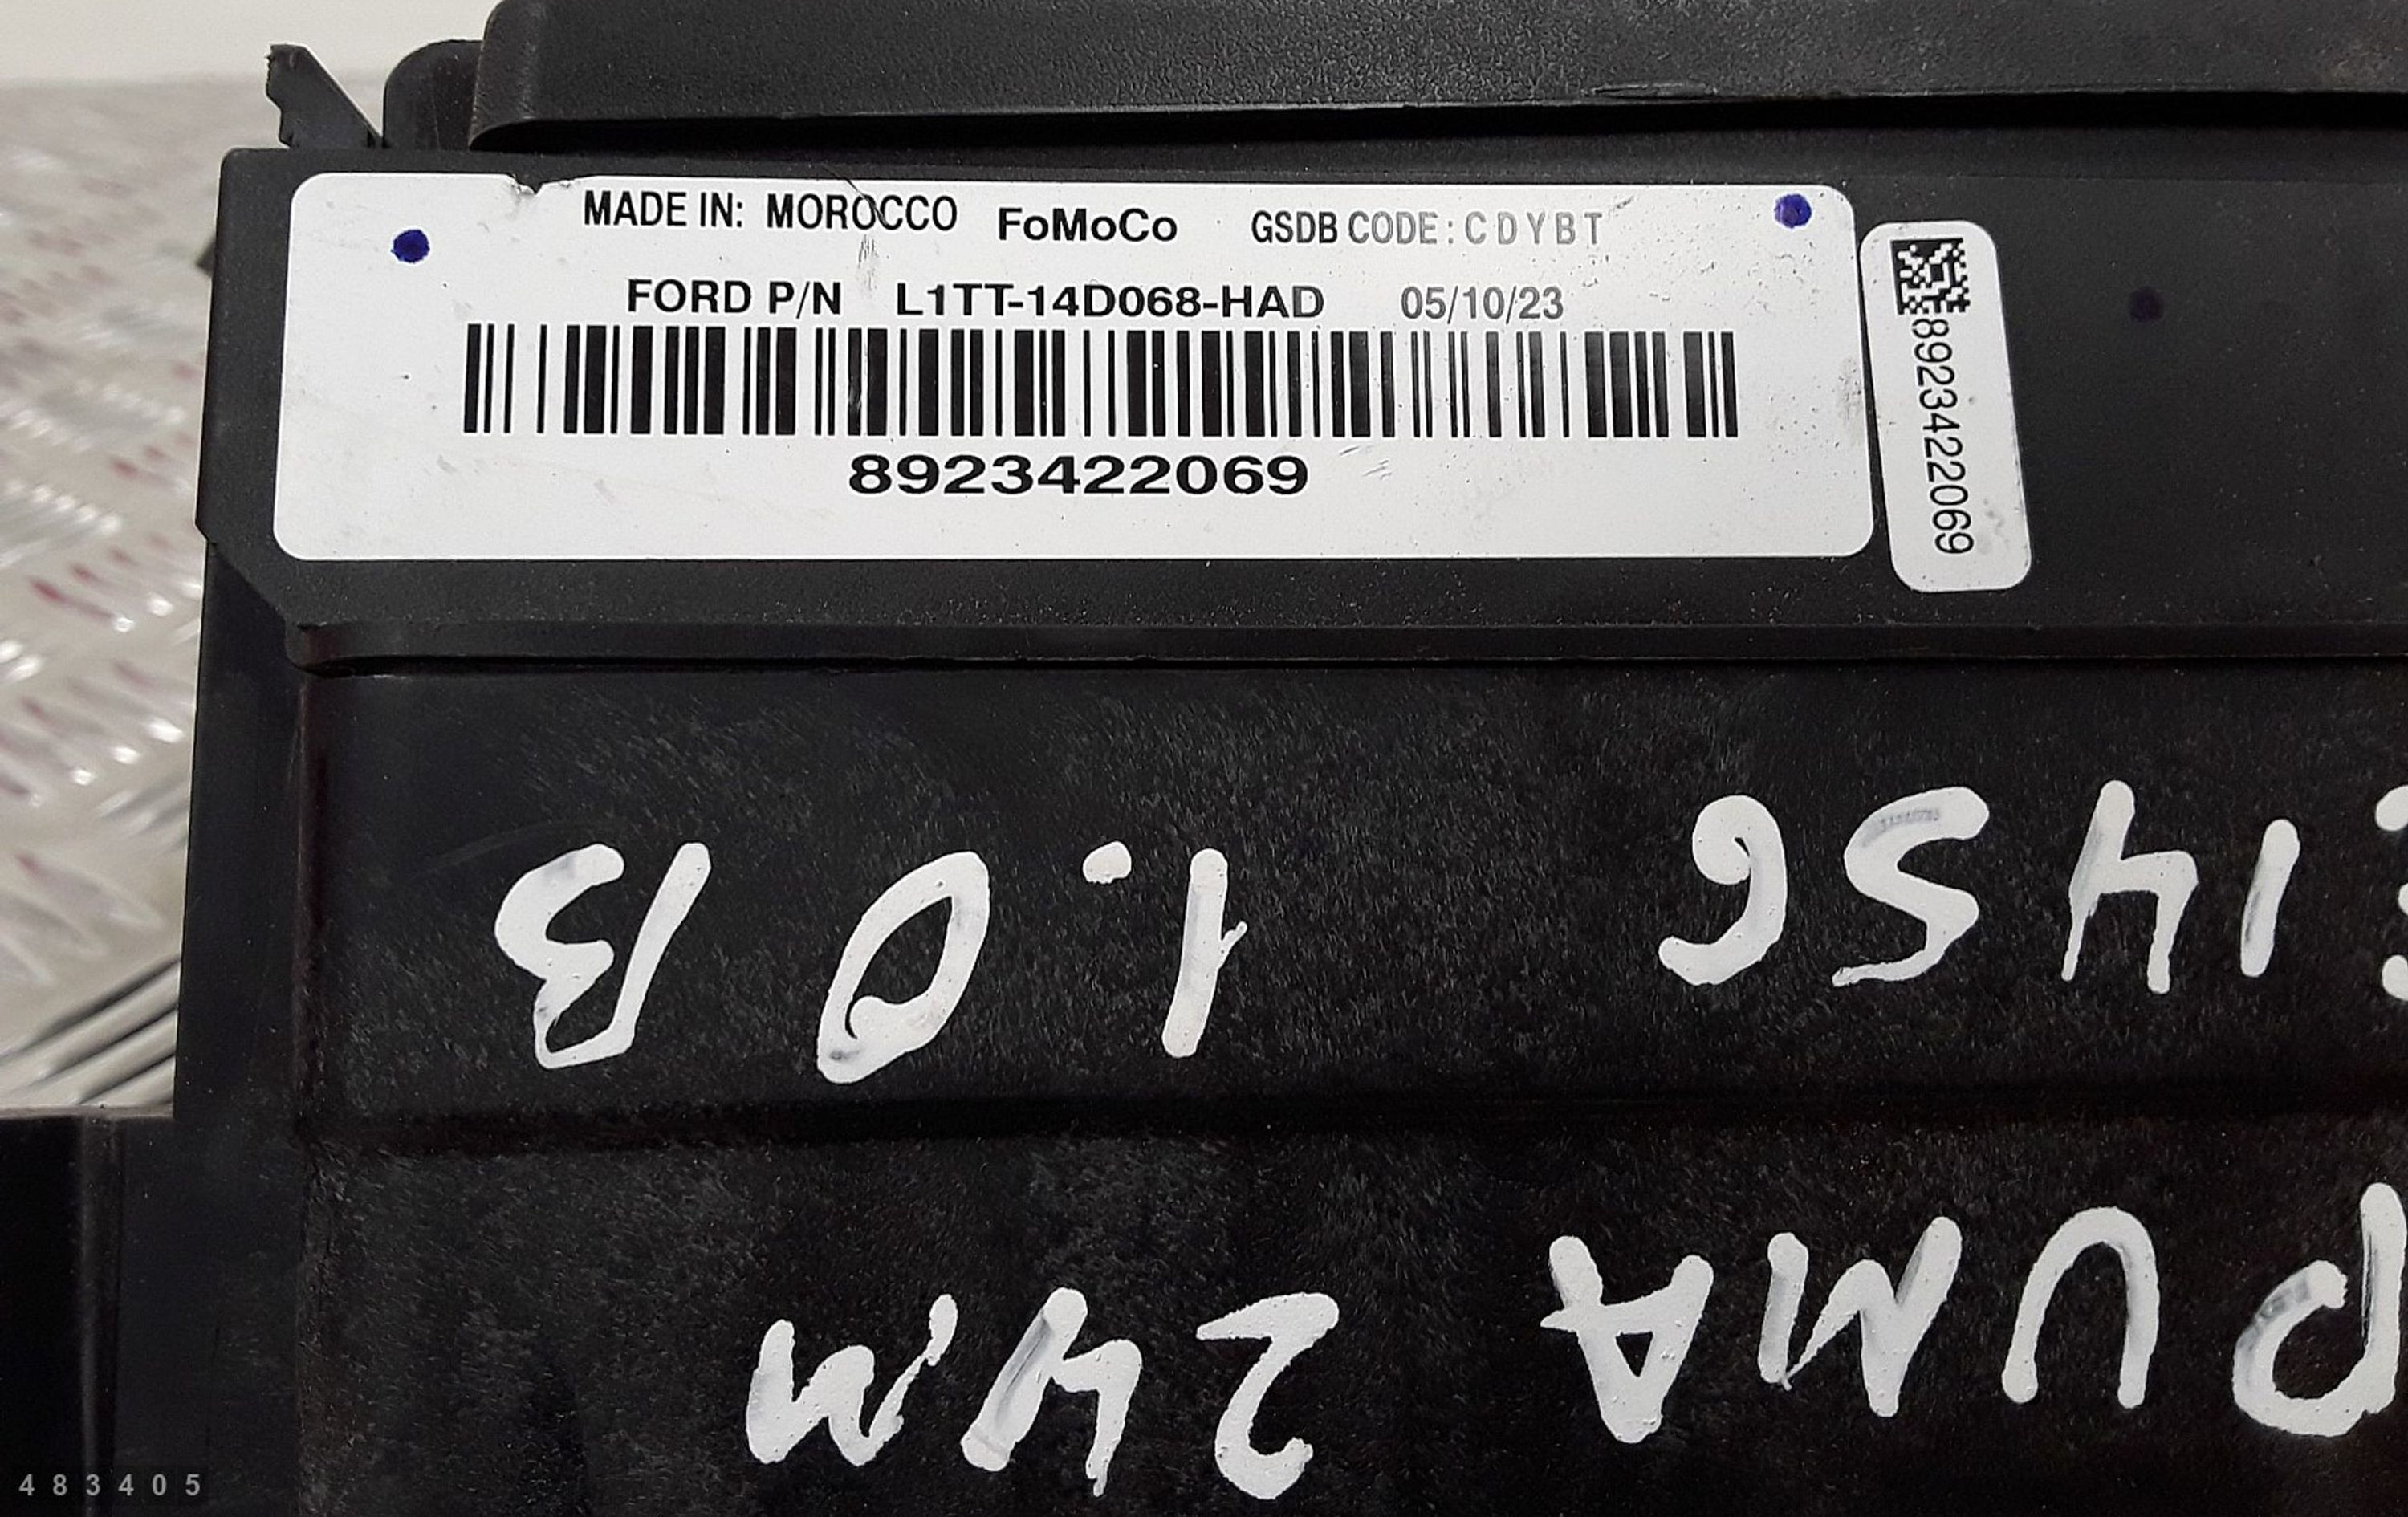 MADE IN: MOROCCO FoMoCo GSDB CODE: CDYBT
FORD P/N L1TT-14D068-HAD 05/10/23
8923422069
8923422069
PUMA 24M
1456 1.0 B
483405